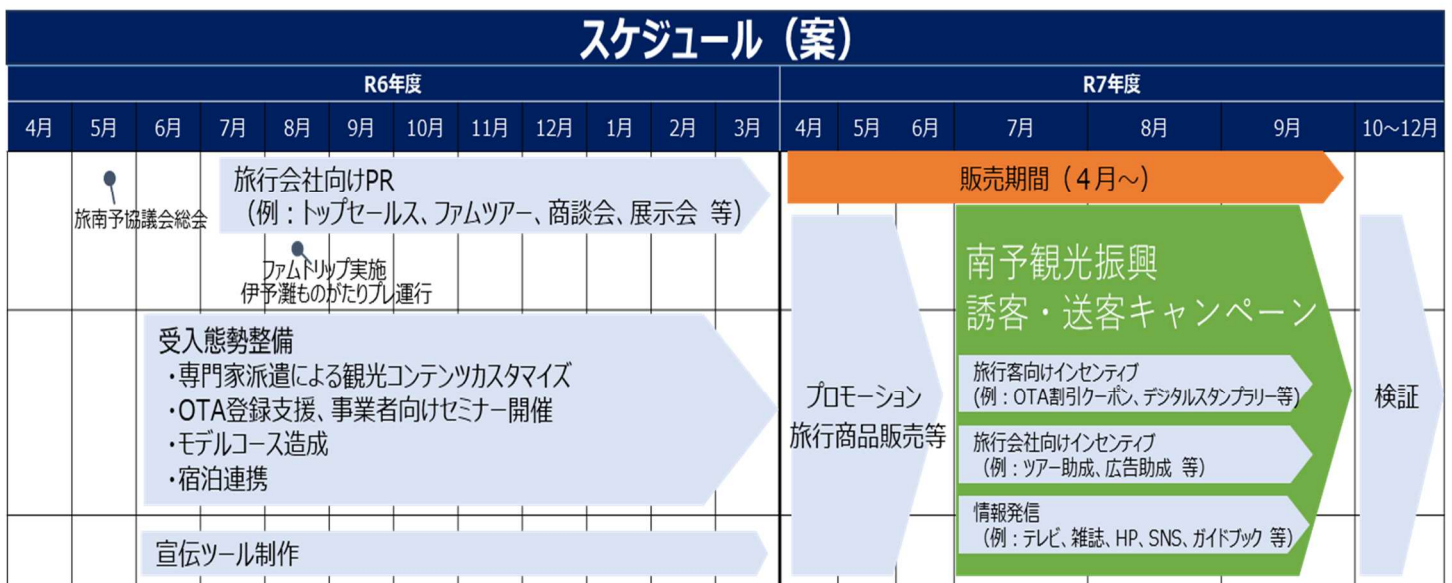 スケジュール（案）
R6年度
R7年度
4月 5月 6月 7月 8月 9月 10月 11月 12月 1月 2月 3月 4月 5月 6月 7月 8月 9月 10～12月
旅南予協議会総会
旅行会社向けPR
（例：トップセールス、ファムツアー、商談会、展示会 等）
ファムトリップ実施
伊予灘ものがたりプレ運行
受入態勢整備
・専門家派遣による観光コンテンツカスタマイズ
・OTA登録支援、事業者向けセミナー開催
・モデルコース造成
・宿泊連携
宣伝ツール制作
販売期間（４月～）
プロモーション
旅行商品販売等
南予観光振興
誘客・送客キャンペーン
旅行客向けインセンティブ
(例：OTA割引クーポン、デジタルスタンプラリー等)
旅行会社向けインセンティブ
（例：ツアー助成、広告助成 等）
情報発信
（例：テレビ、雑誌、HP、SNS、ガイドブック 等）
検証